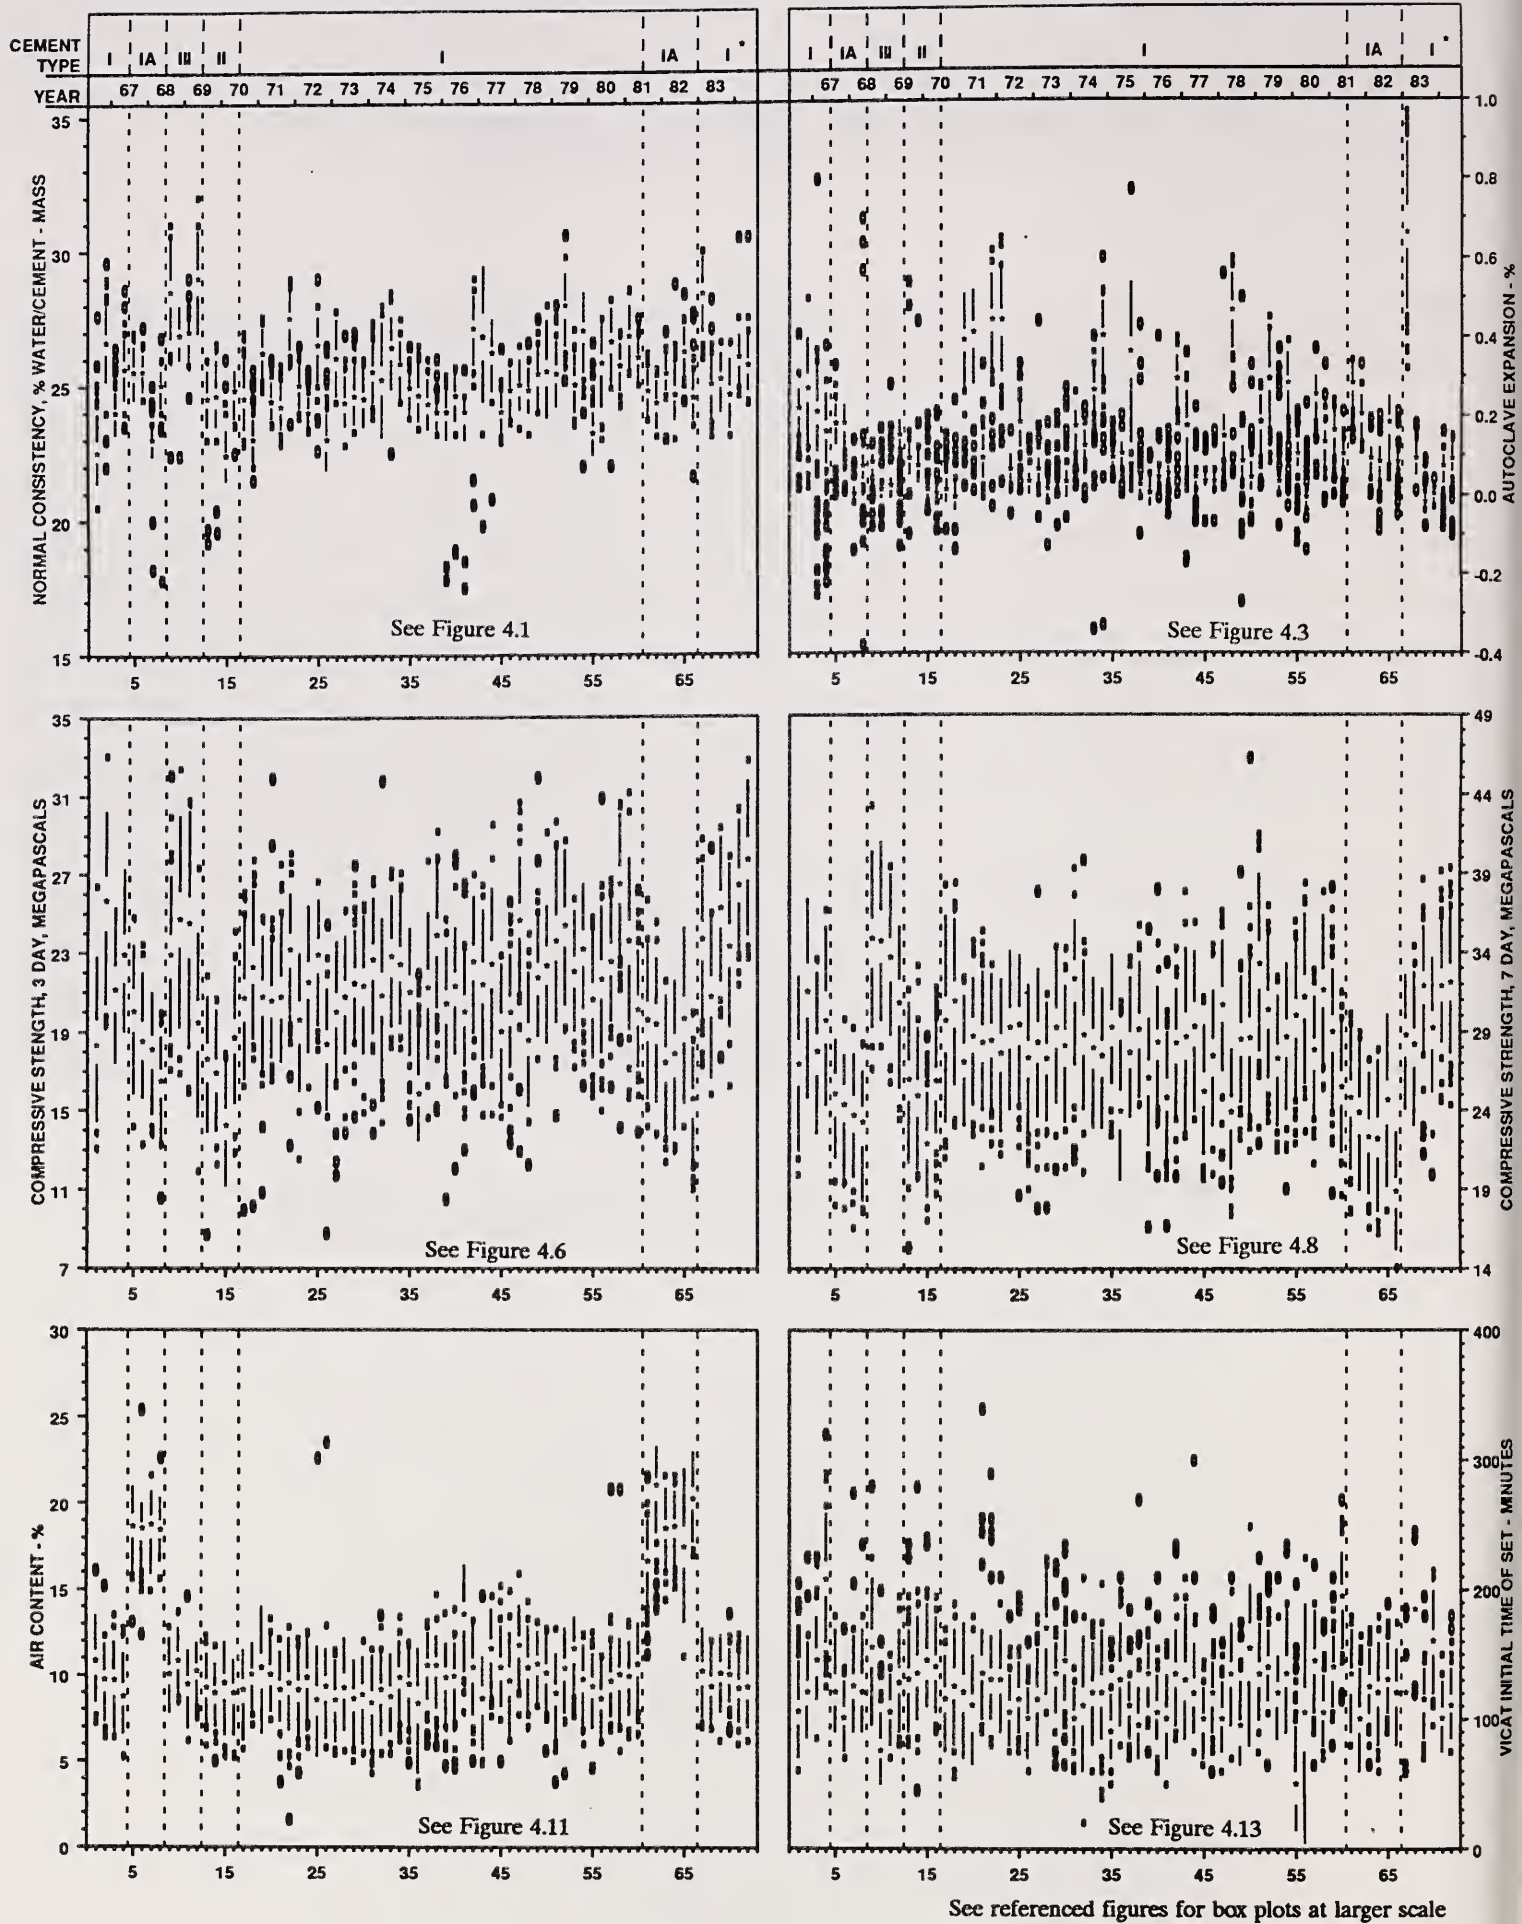 CEMENT TYPE I IA III II I IA I * I IA III II I IA I *
YEAR 67 68 69 70 71 72 73 74 75 76 77 78 79 80 81 82 83 67 68 69 70 71 72 73 74 75 76 77 78 79 80 81 82 83
NORMAL CONSISTENCY, % WATER/CEMENT - MASS
35
30
25
20
15
See Figure 4.1
5 15 25 35 45 55 65
1.0
0.8
0.6
0.4
0.2
0.0
-0.2
-0.4
AUTOCLAVE EXPANSION - %
See Figure 4.3
5 15 25 35 45 55 65
COMPRESSIVE STENGTH, 3 DAY, MEGAPASCALS
35
31
27
23
19
15
11
7
See Figure 4.6
5 15 25 35 45 55 65
49
44
39
34
29
24
19
14
COMPRESSIVE STRENGTH, 7 DAY, MEGAPASCALS
See Figure 4.8
5 15 25 35 45 55 65
AIR CONTENT - %
30
25
20
15
10
5
0
See Figure 4.11
5 15 25 35 45 55 65
400
300
200
100
0
VICAT INITIAL TIME OF SET - MINUTES
See Figure 4.13
5 15 25 35 45 55 65
See referenced figures for box plots at larger scale